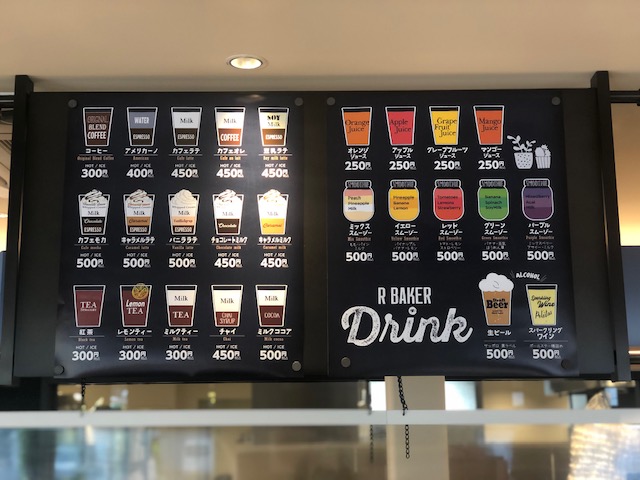 ORIGINAL BLEND COFFEE
WATER ESPRESSO
Milk ESPRESSO
Milk COFFEE
SOY Milk ESPRESSO
コーヒー
Original Blend Coffee
HOT / ICE
300円
アメリカーノ
Americano
HOT / ICE
400円
カフェラテ
Cafe latte
HOT / ICE
450円
カフェオレ
Cafe au lait
HOT / ICE
450円
豆乳ラテ
Soy milk latte
HOT / ICE
450円
Milk Chocolate ESPRESSO
Milk Caramel ESPRESSO
Milk ESPRESSO
Milk Chocolate
Milk Caramel
カフェモカ
Cafe mocha
HOT / ICE
500円
キャラメルラテ
Caramel latte
HOT / ICE
500円
バニララテ
Vanilla latte
HOT / ICE
500円
チョコレートミルク
HOT / ICE
450円
キャラメルミルク
HOT / ICE
450円
TEA
Lemon TEA
Milk TEA
Milk CHAI SYRUP
Milk COCOA
紅茶
Black tea
HOT / ICE
300円
レモンティー
Lemon tea
HOT / ICE
300円
ミルクティー
Milk tea
HOT / ICE
300円
チャイ
Chai
HOT / ICE
450円
ミルクココア
Milk cocoa
HOT / ICE
500円
Orange Juice
Apple Juice
Grape Fruit Juice
Mango Juice
オレンジ
ジュース
250円
アップル
ジュース
250円
グレープフルーツ
ジュース
250円
マンゴー
ジュース
250円
SMOOTHIE Peach Pineapple Milk
SMOOTHIE Pineapple Banana Lemon
SMOOTHIE Tomatoes Lemon Strawberry
SMOOTHIE Banana Spinach Milk
SMOOTHIE
ミックス
スムージー
500円
イエロー
スムージー
500円
レッド
スムージー
500円
グリーン
スムージー
500円
パープル
スムージー
500円
R BAKER
Drink
ALCOHOL
Draft Beer
Sparkling Wine
生ビール
500円
スパークリング
ワイン
500円